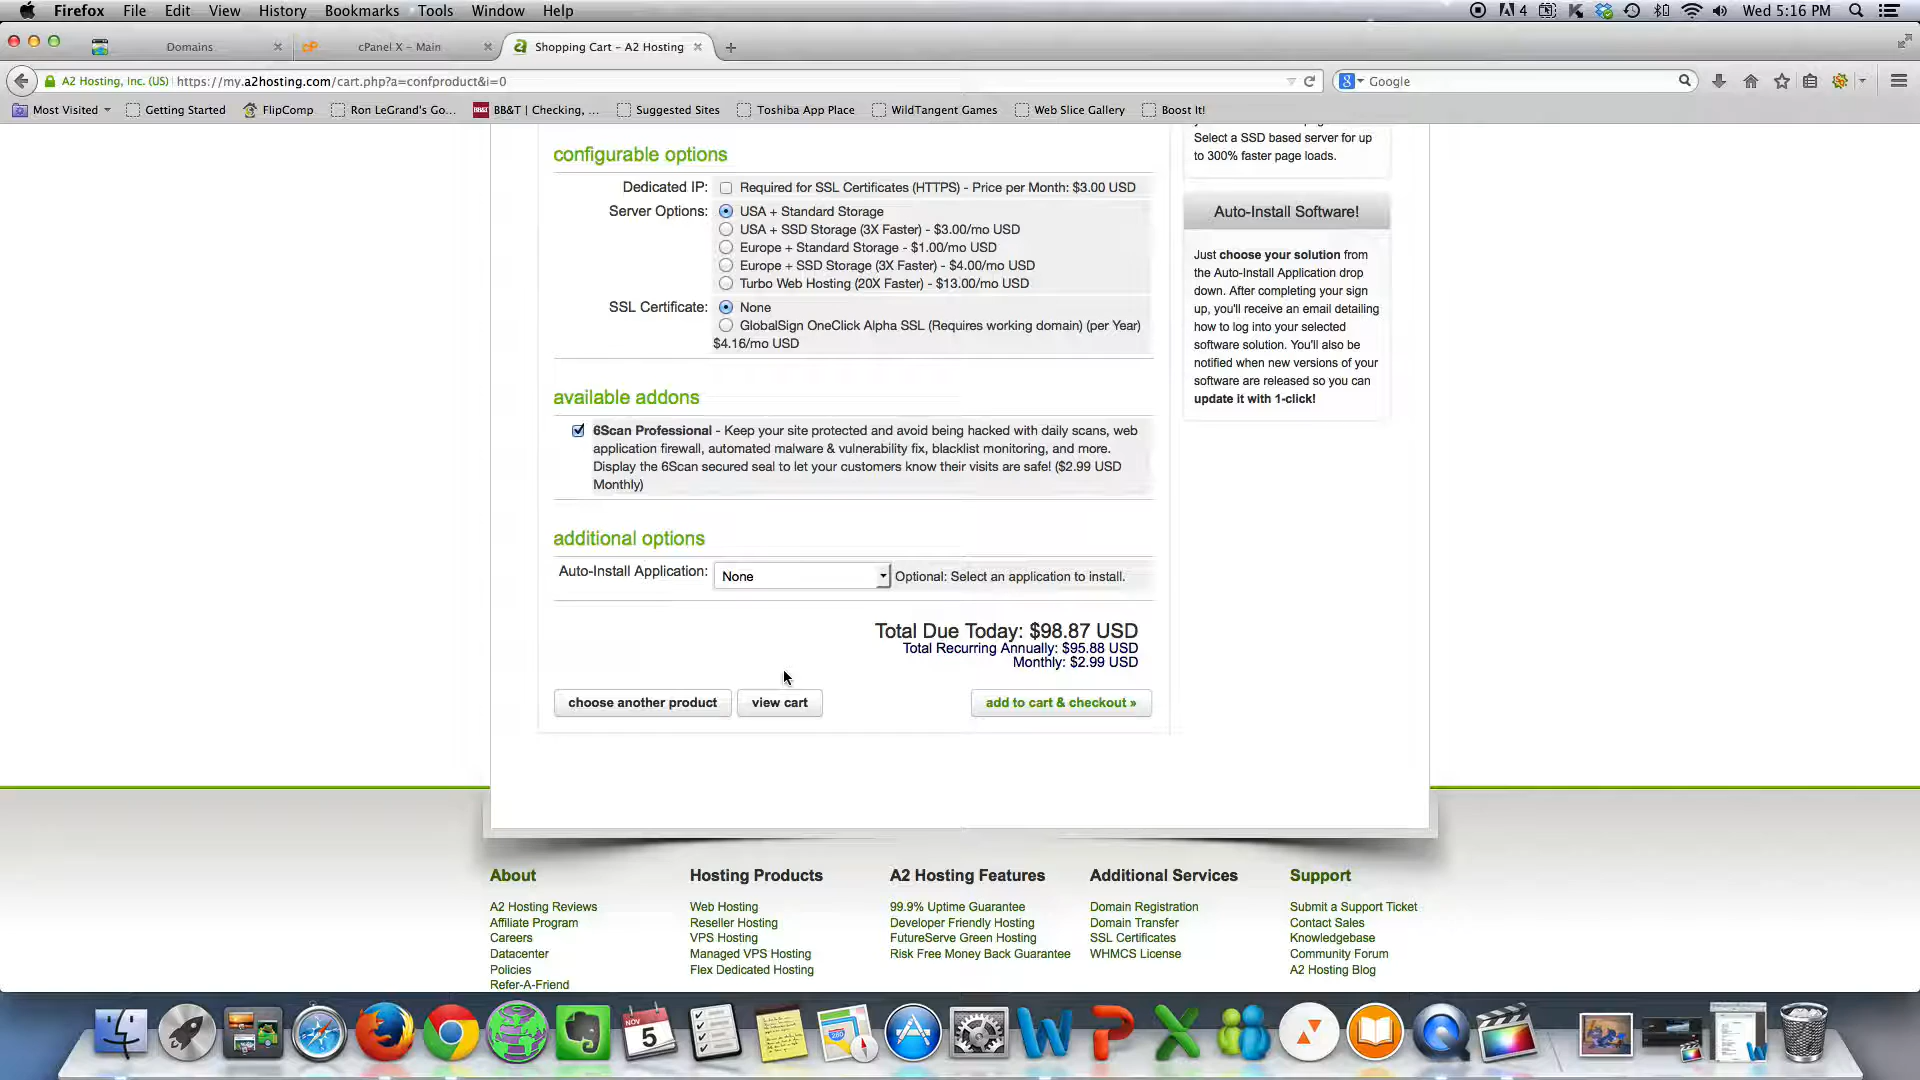 Firefox File Edit View History Bookmarks Tools Window Help 4 Wed 5:16 PM
Domains cPanel X – Main Shopping Cart – A2 Hosting
A2 Hosting, Inc. (US) https://my.a2hosting.com/cart.php?a=confproduct&i=0 Google
Most Visited Getting Started FlipComp Ron LeGrand's Go... BB&T | Checking, ... Suggested Sites Toshiba App Place WildTangent Games Web Slice Gallery Boost It!
Select a SSD based server for up
to 300% faster page loads.
configurable options
Dedicated IP: Required for SSL Certificates (HTTPS) - Price per Month: $3.00 USD
Server Options: USA + Standard Storage
USA + SSD Storage (3X Faster) - $3.00/mo USD
Europe + Standard Storage - $1.00/mo USD
Europe + SSD Storage (3X Faster) - $4.00/mo USD
Turbo Web Hosting (20X Faster) - $13.00/mo USD
SSL Certificate: None
GlobalSign OneClick Alpha SSL (Requires working domain) (per Year)
$4.16/mo USD
Auto-Install Software!
Just choose your solution from
the Auto-Install Application drop
down. After completing your sign
up, you'll receive an email detailing
how to log into your selected
software solution. You'll also be
notified when new versions of your
software are released so you can
update it with 1-click!
available addons
6Scan Professional - Keep your site protected and avoid being hacked with daily scans, web
application firewall, automated malware & vulnerability fix, blacklist monitoring, and more.
Display the 6Scan secured seal to let your customers know their visits are safe! ($2.99 USD
Monthly)
additional options
Auto-Install Application: None Optional: Select an application to install.
Total Due Today: $98.87 USD
Total Recurring Annually: $95.88 USD
Monthly: $2.99 USD
choose another product view cart add to cart & checkout »
About
A2 Hosting Reviews
Affiliate Program
Careers
Datacenter
Policies
Refer-A-Friend
Hosting Products
Web Hosting
Reseller Hosting
VPS Hosting
Managed VPS Hosting
Flex Dedicated Hosting
A2 Hosting Features
99.9% Uptime Guarantee
Developer Friendly Hosting
FutureServe Green Hosting
Risk Free Money Back Guarantee
Additional Services
Domain Registration
Domain Transfer
SSL Certificates
WHMCS License
Support
Submit a Support Ticket
Contact Sales
Knowledgebase
Community Forum
A2 Hosting Blog
NOV
5